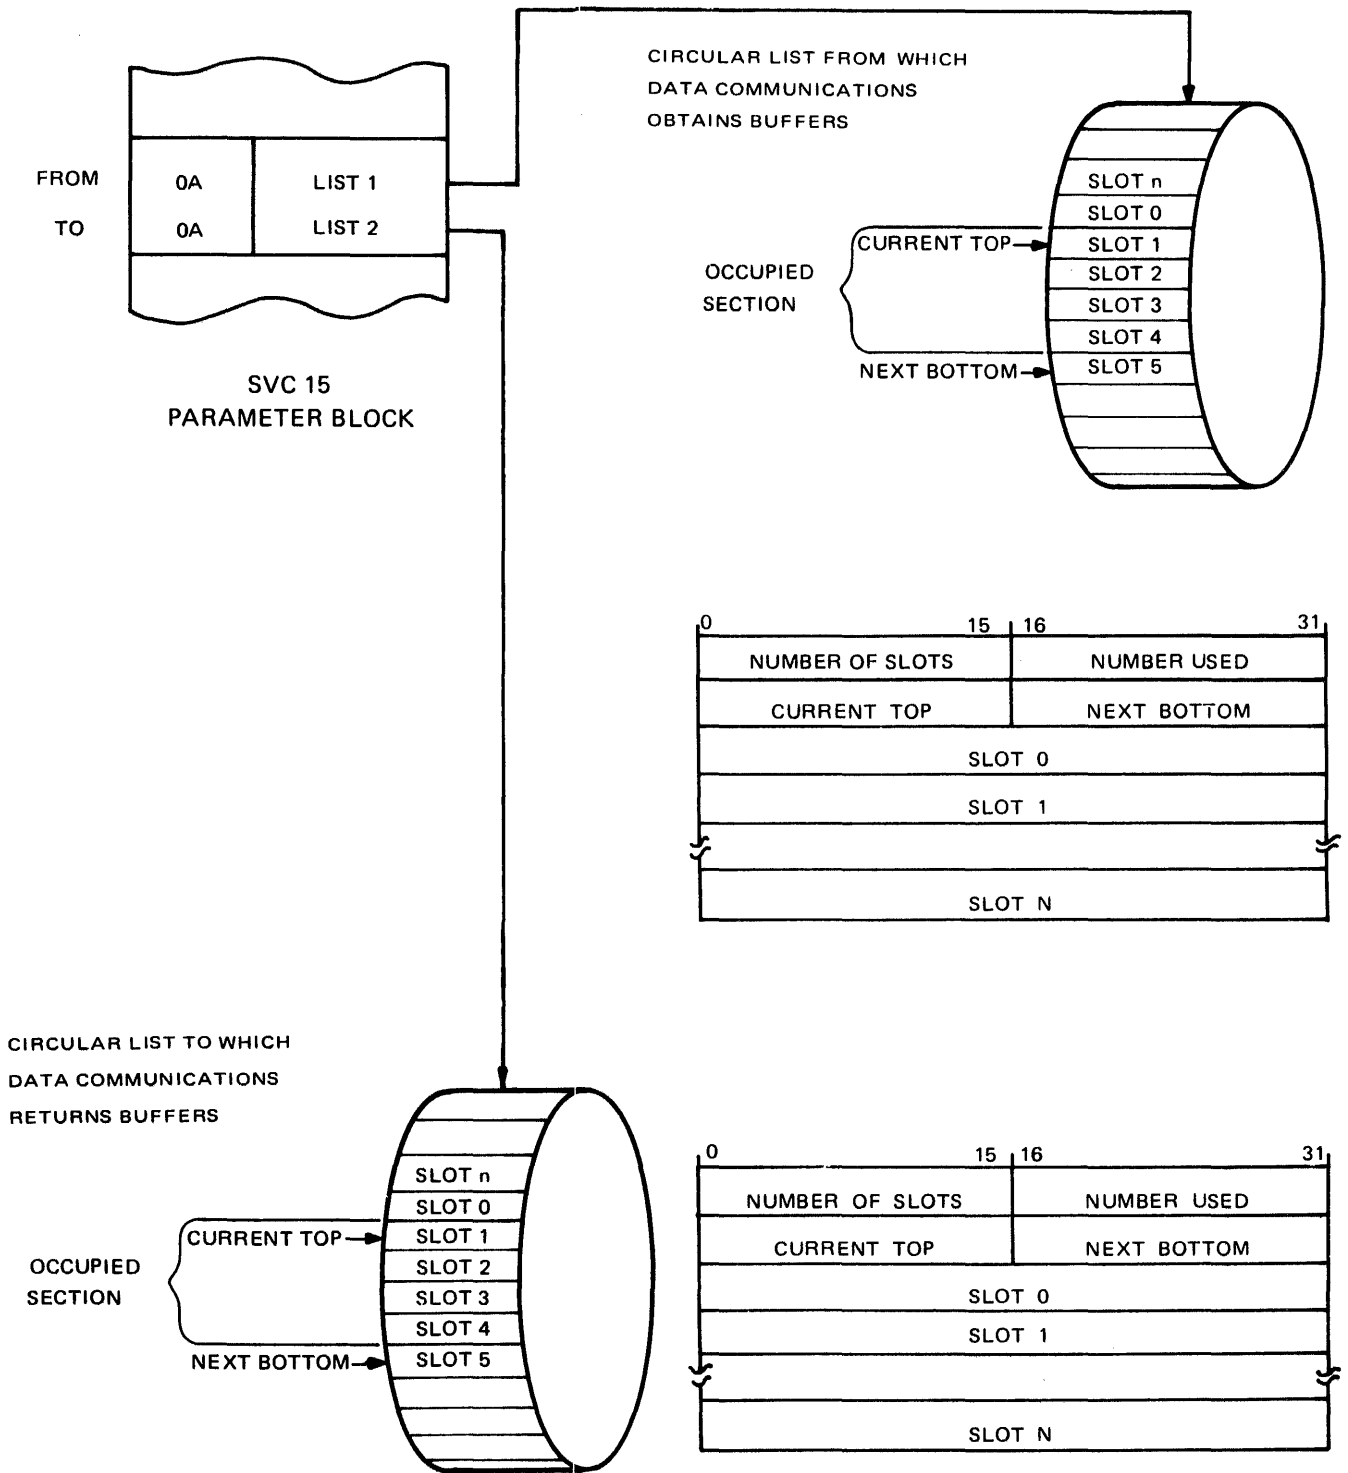 CIRCULAR LIST FROM WHICH
DATA COMMUNICATIONS
OBTAINS BUFFERS
FROM 0A LIST 1
TO 0A LIST 2
SVC 15
PARAMETER BLOCK
SLOT n
SLOT 0
CURRENT TOP SLOT 1
SLOT 2
OCCUPIED
SECTION
SLOT 3
SLOT 4
NEXT BOTTOM SLOT 5
0 15 16 31
NUMBER OF SLOTS NUMBER USED
CURRENT TOP NEXT BOTTOM
SLOT 0
SLOT 1
SLOT N
CIRCULAR LIST TO WHICH
DATA COMMUNICATIONS
RETURNS BUFFERS
SLOT n
SLOT 0
CURRENT TOP SLOT 1
SLOT 2
OCCUPIED
SECTION
SLOT 3
SLOT 4
NEXT BOTTOM SLOT 5
0 15 16 31
NUMBER OF SLOTS NUMBER USED
CURRENT TOP NEXT BOTTOM
SLOT 0
SLOT 1
SLOT N